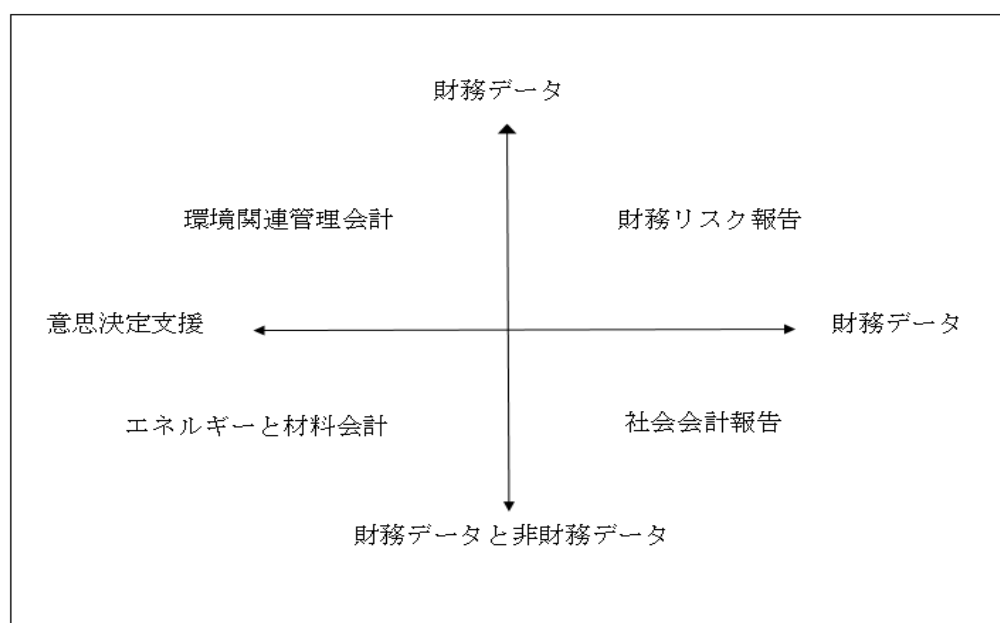 財務データ
環境関連管理会計
財務リスク報告
意思決定支援
財務データ
エネルギーと材料会計
社会会計報告
財務データと非財務データ